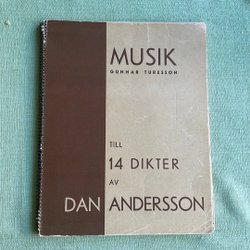 MUSIK
GUNNAR TURESSON
TILL
14 DIKTER
AV
DAN ANDERSSON